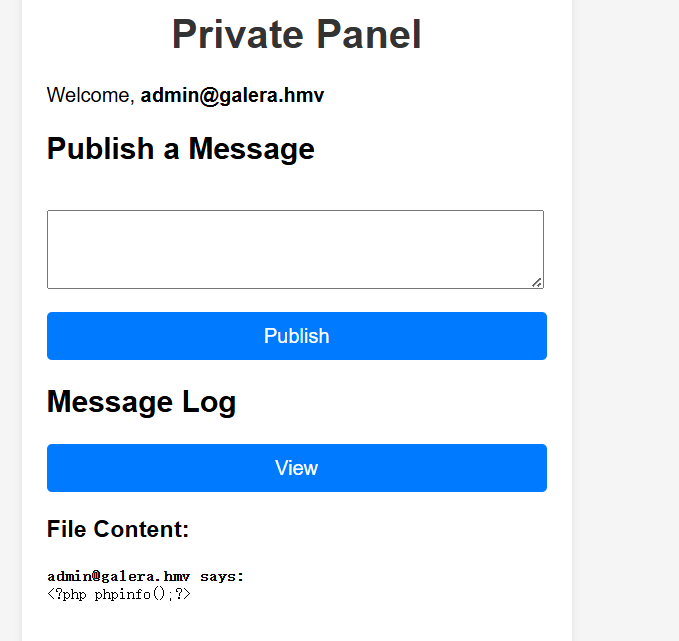 Private Panel
Welcome, admin@galera.hmv
Publish a Message
Publish
Message Log
View
File Content:
admin@galera.hmv says:
<?php phpinfo();?>